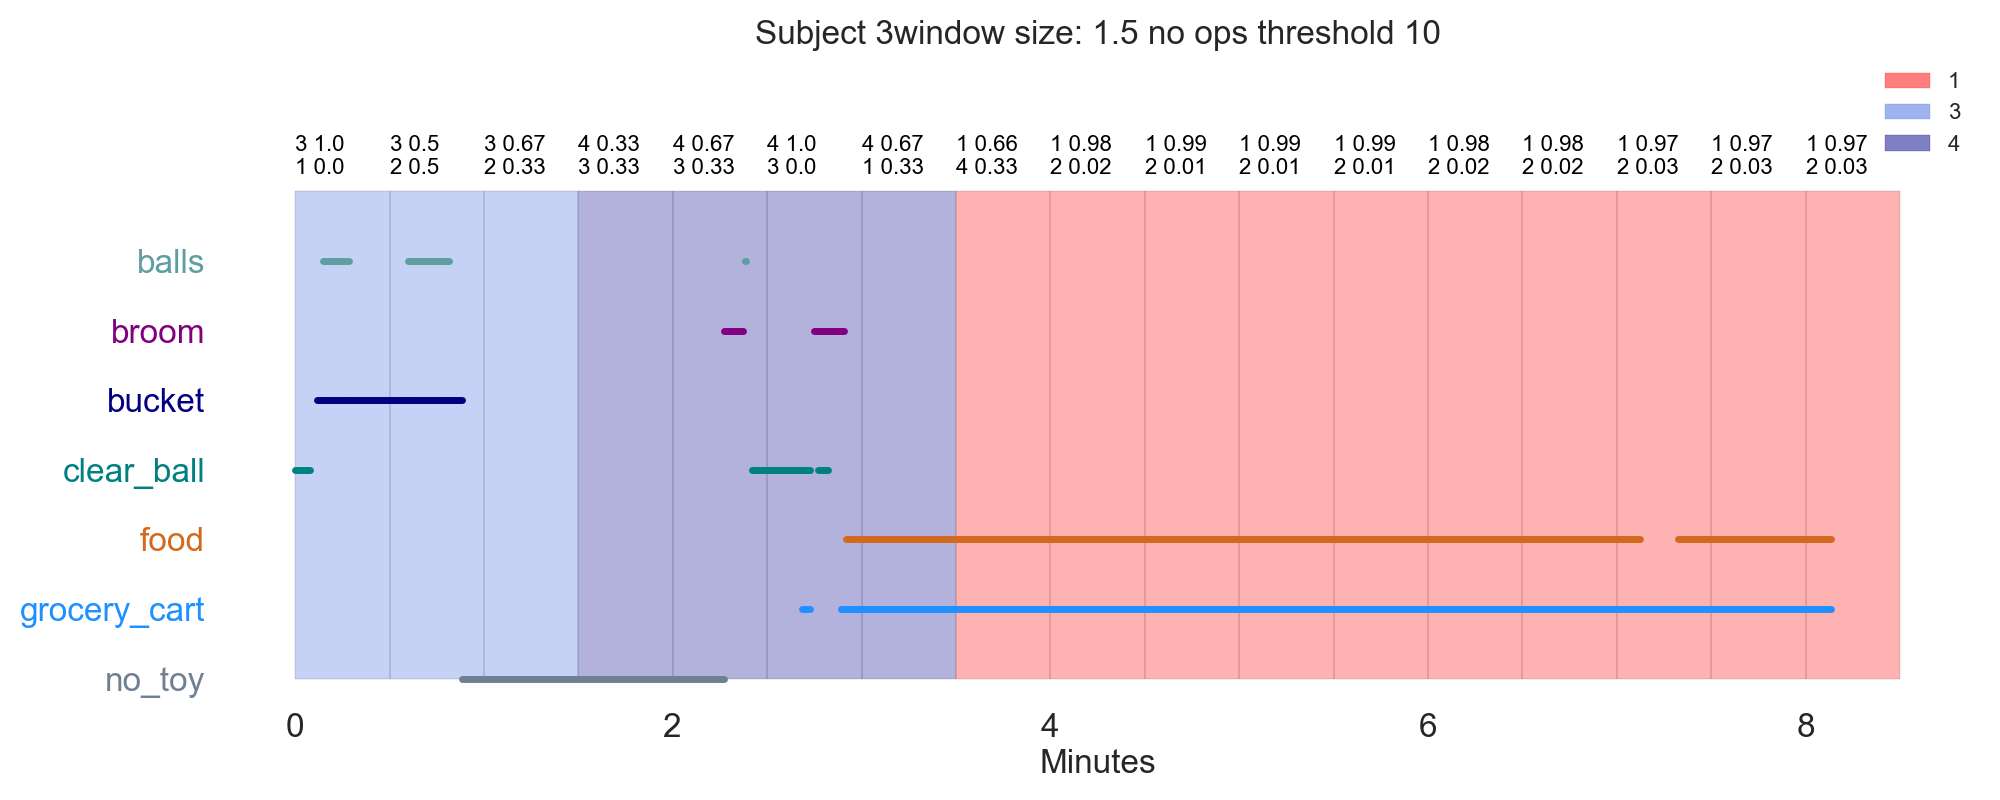 Subject 3window size: 1.5 no ops threshold 10
1
3
4
3 1.0 3 0.5 3 0.67 4 0.33 4 0.67 4 1.0 4 0.67 1 0.66 1 0.98 1 0.99 1 0.99 1 0.99 1 0.98 1 0.98 1 0.97 1 0.97 1 0.97
1 0.0 2 0.5 2 0.33 3 0.33 3 0.33 3 0.0 1 0.33 4 0.33 2 0.02 2 0.01 2 0.01 2 0.01 2 0.02 2 0.02 2 0.03 2 0.03 2 0.03
balls
broom
bucket
clear_ball
food
grocery_cart
no_toy
0 2 4 6 8
Minutes